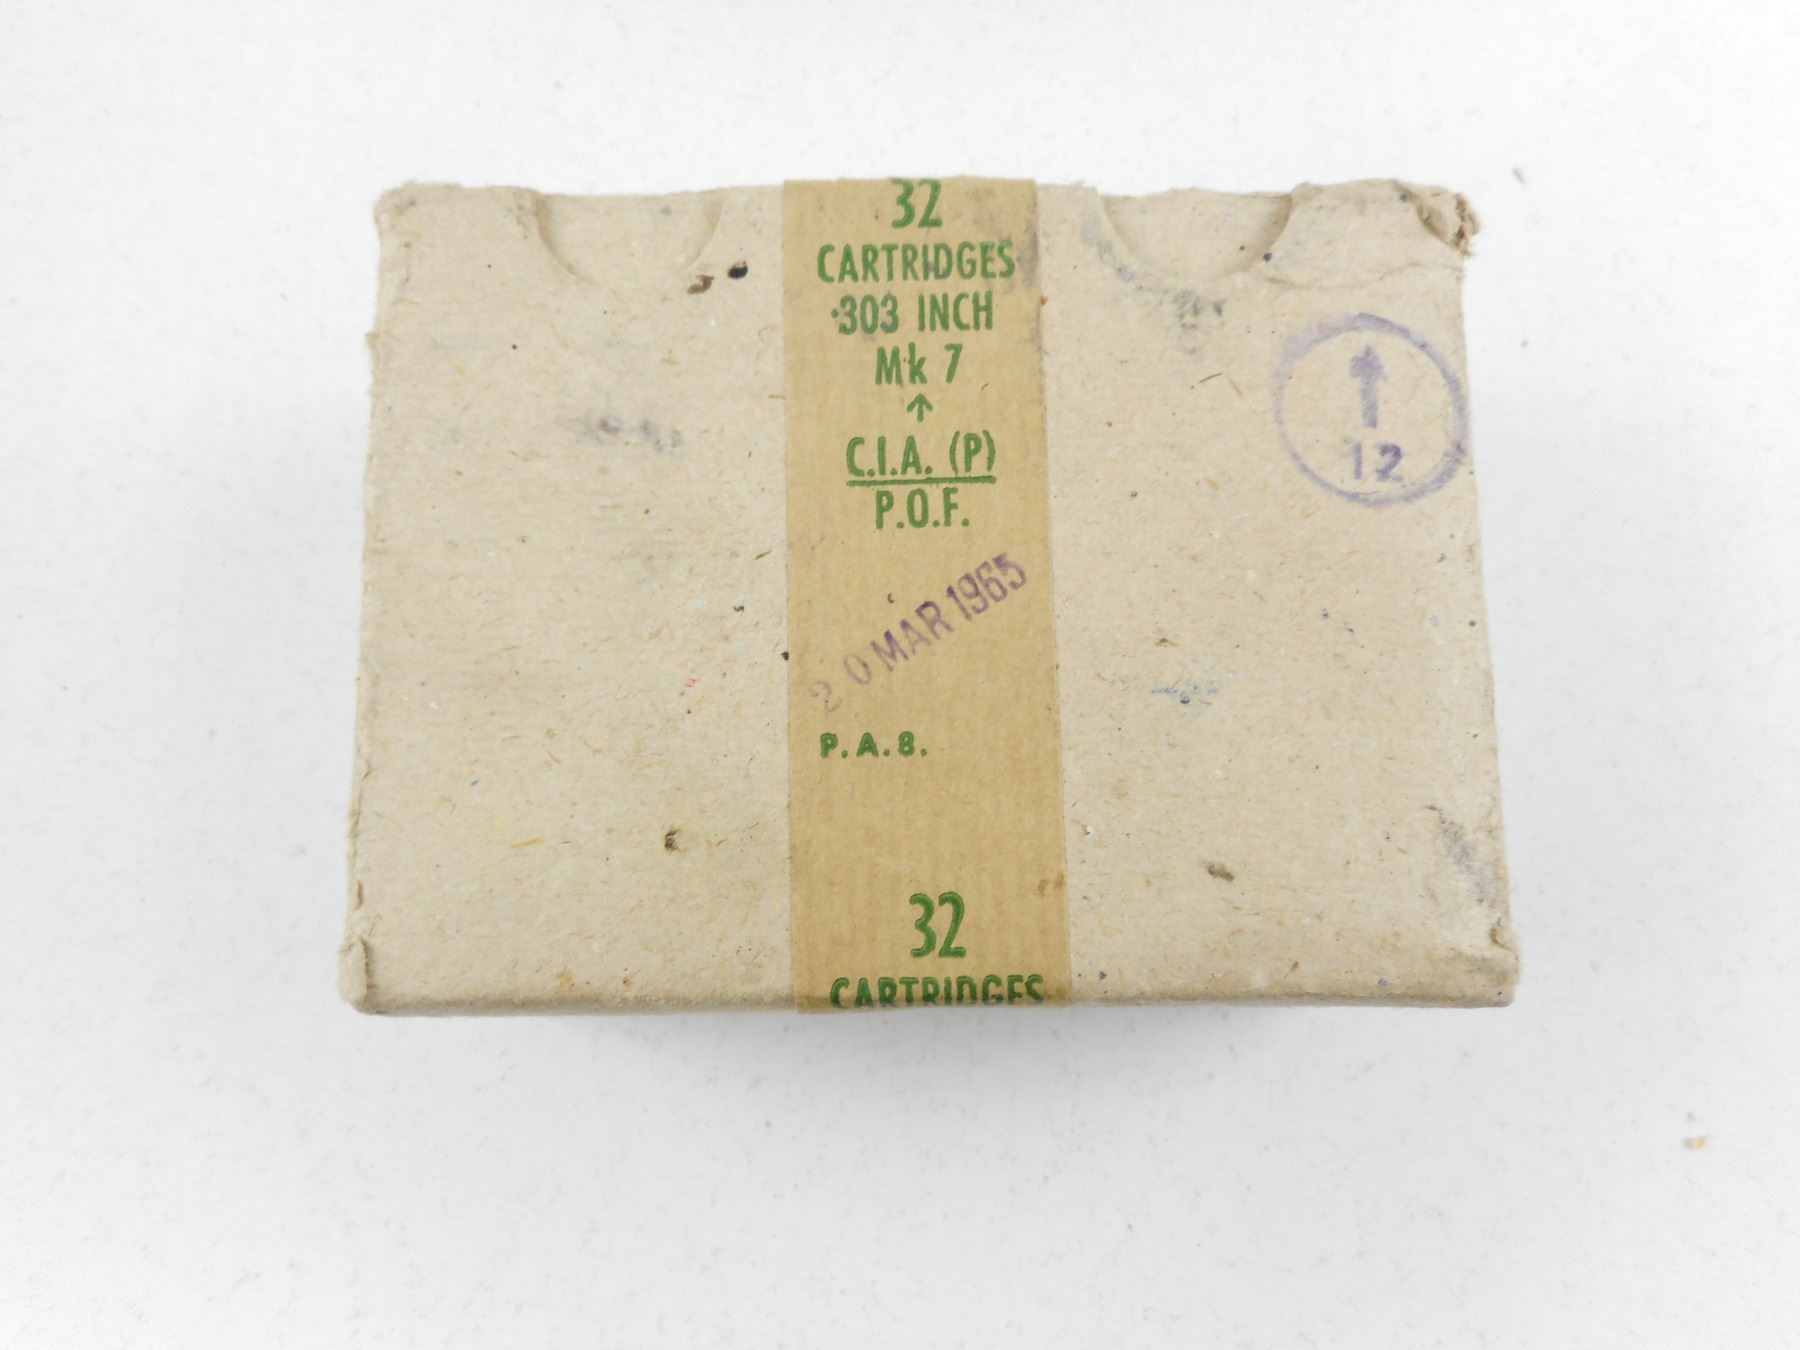 32
CARTRIDGES
.303 INCH
Mk 7
↑
C.I.A. (P)
P.O.F.
20 MAR 1965
P.A.8.
32
CARTRIDGES
↑
12